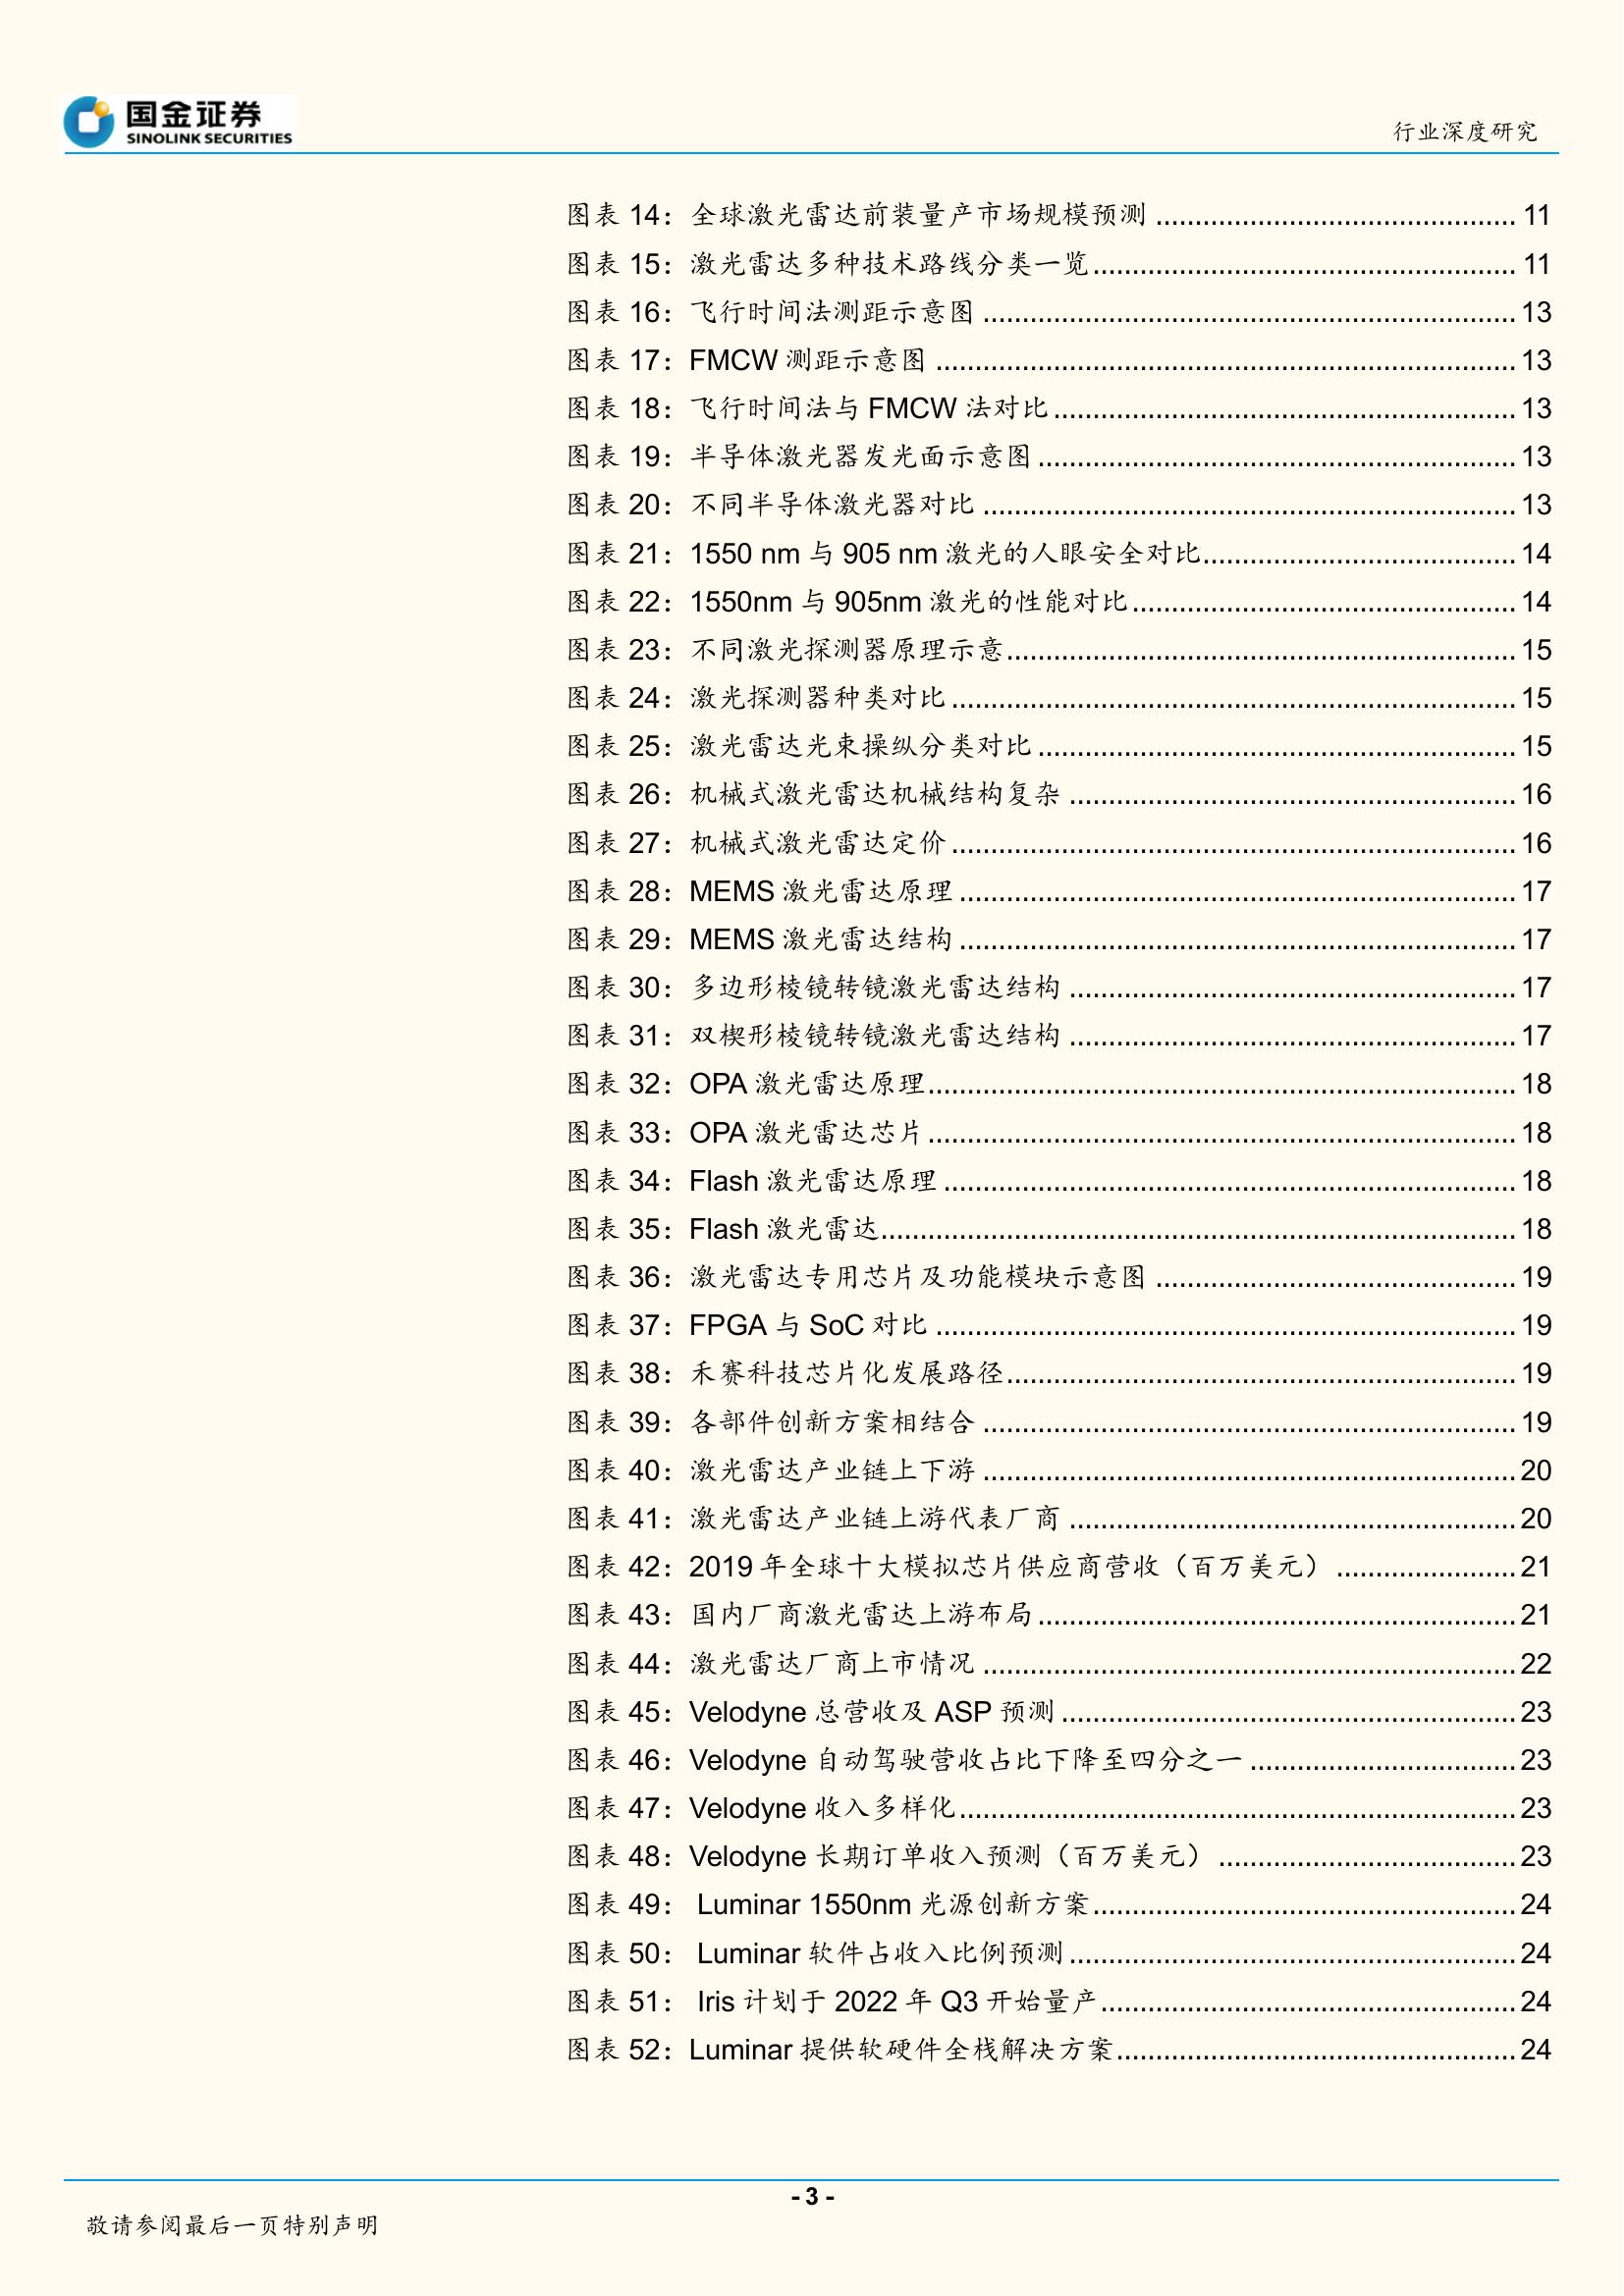 国金证券
SINOLINK SECURITIES
行业深度研究
图表 14：全球激光雷达前装量产市场规模预测 .............................................. 11
图表 15：激光雷达多种技术路线分类一览...................................................... 11
图表 16：飞行时间法测距示意图 .................................................................... 13
图表 17：FMCW 测距示意图 .......................................................................... 13
图表 18：飞行时间法与 FMCW 法对比........................................................... 13
图表 19：半导体激光器发光面示意图 ............................................................. 13
图表 20：不同半导体激光器对比 .................................................................... 13
图表 21：1550 nm 与 905 nm 激光的人眼安全对比........................................ 14
图表 22：1550nm 与 905nm 激光的性能对比................................................. 14
图表 23：不同激光探测器原理示意................................................................. 15
图表 24：激光探测器种类对比 ........................................................................ 15
图表 25：激光雷达光束操纵分类对比 ............................................................. 15
图表 26：机械式激光雷达机械结构复杂 ......................................................... 16
图表 27：机械式激光雷达定价 ........................................................................ 16
图表 28：MEMS 激光雷达原理 ....................................................................... 17
图表 29：MEMS 激光雷达结构 ....................................................................... 17
图表 30：多边形棱镜转镜激光雷达结构 ......................................................... 17
图表 31：双楔形棱镜转镜激光雷达结构 ......................................................... 17
图表 32：OPA 激光雷达原理........................................................................... 18
图表 33：OPA 激光雷达芯片........................................................................... 18
图表 34：Flash 激光雷达原理 ......................................................................... 18
图表 35：Flash 激光雷达................................................................................. 18
图表 36：激光雷达专用芯片及功能模块示意图 .............................................. 19
图表 37：FPGA 与 SoC 对比 .......................................................................... 19
图表 38：禾赛科技芯片化发展路径................................................................. 19
图表 39：各部件创新方案相结合 .................................................................... 19
图表 40：激光雷达产业链上下游 .................................................................... 20
图表 41：激光雷达产业链上游代表厂商 ......................................................... 20
图表 42：2019 年全球十大模拟芯片供应商营收（百万美元） ....................... 21
图表 43：国内厂商激光雷达上游布局 ............................................................. 21
图表 44：激光雷达厂商上市情况 .................................................................... 22
图表 45：Velodyne 总营收及 ASP 预测 .......................................................... 23
图表 46：Velodyne 自动驾驶营收占比下降至四分之一 .................................. 23
图表 47：Velodyne 收入多样化....................................................................... 23
图表 48：Velodyne 长期订单收入预测（百万美元） ...................................... 23
图表 49： Luminar 1550nm 光源创新方案...................................................... 24
图表 50： Luminar 软件占收入比例预测 ......................................................... 24
图表 51： Iris 计划于 2022 年 Q3 开始量产..................................................... 24
图表 52：Luminar 提供软硬件全栈解决方案................................................... 24
- 3 -
敬请参阅最后一页特别声明